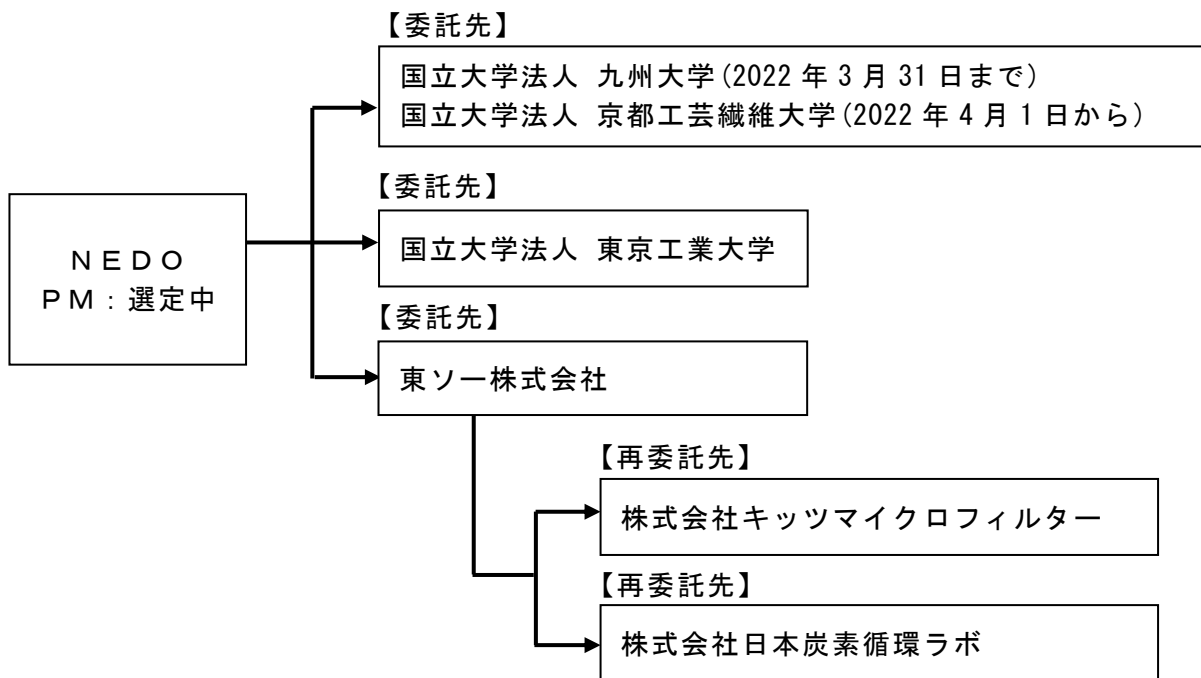 【委託先】
国立大学法人 九州大学(2022 年 3 月 31 日まで)
国立大学法人 京都工芸繊維大学(2022 年 4 月 1 日から)
【委託先】
国立大学法人 東京工業大学
NEDO
PM:選定中
【委託先】
東ソー株式会社
【再委託先】
株式会社キッツマイクロフィルター
【再委託先】
株式会社日本炭素循環ラボ